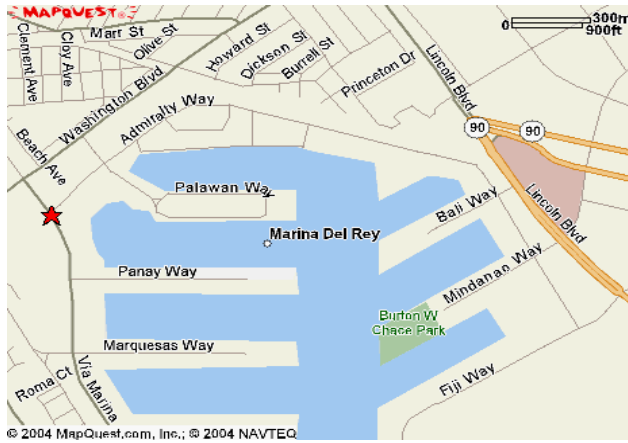 MAPQUEST
300m
900ft
Marr St
Olive St
Cloy Ave
Clement Ave
Howard St
Dickson St
Burrell St
Washington Blvd
Princeton Dr
Lincoln Blvd
Admiralty Way
90
90
Beach Ave
Palawan Way
Bali Way
Lincoln Blvd
Marina Del Rey
Panay Way
Mindanao Way
Burton W
Chace Park
Marquesas Way
Via Marina
Roma Ct
Fiji Way
© 2004 MapQuest.com, Inc.; © 2004 NAVTEQ